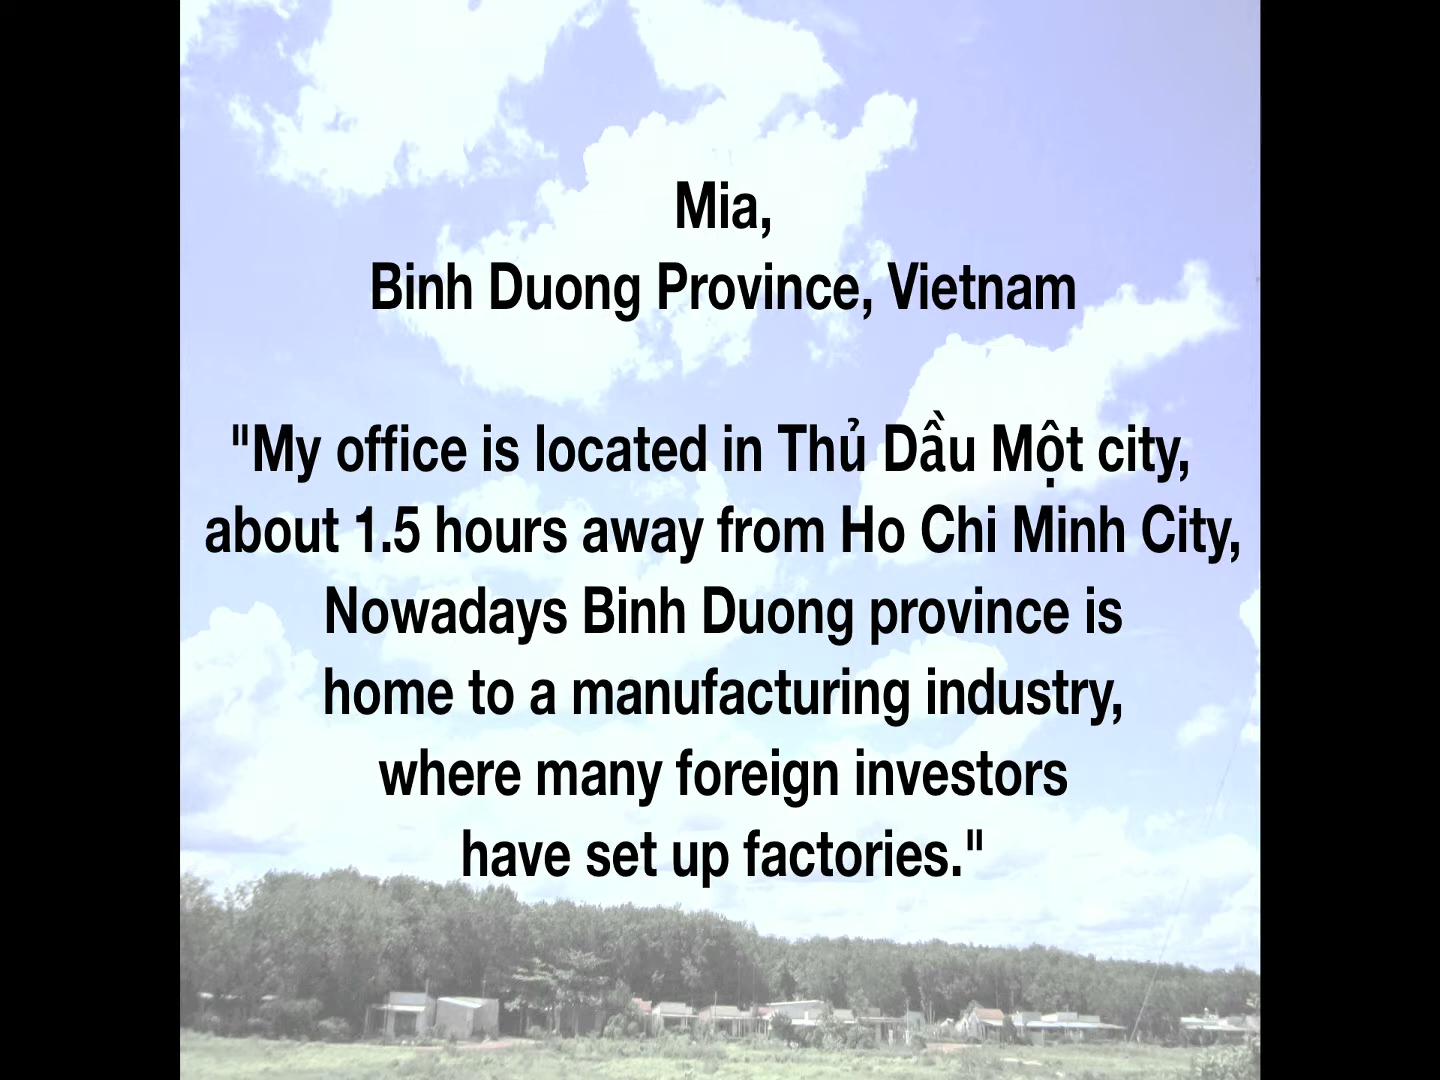 Mia,
Binh Duong Province, Vietnam
"My office is located in Thủ Dầu Một city,
about 1.5 hours away from Ho Chi Minh City,
Nowadays Binh Duong province is
home to a manufacturing industry,
where many foreign investors
have set up factories."